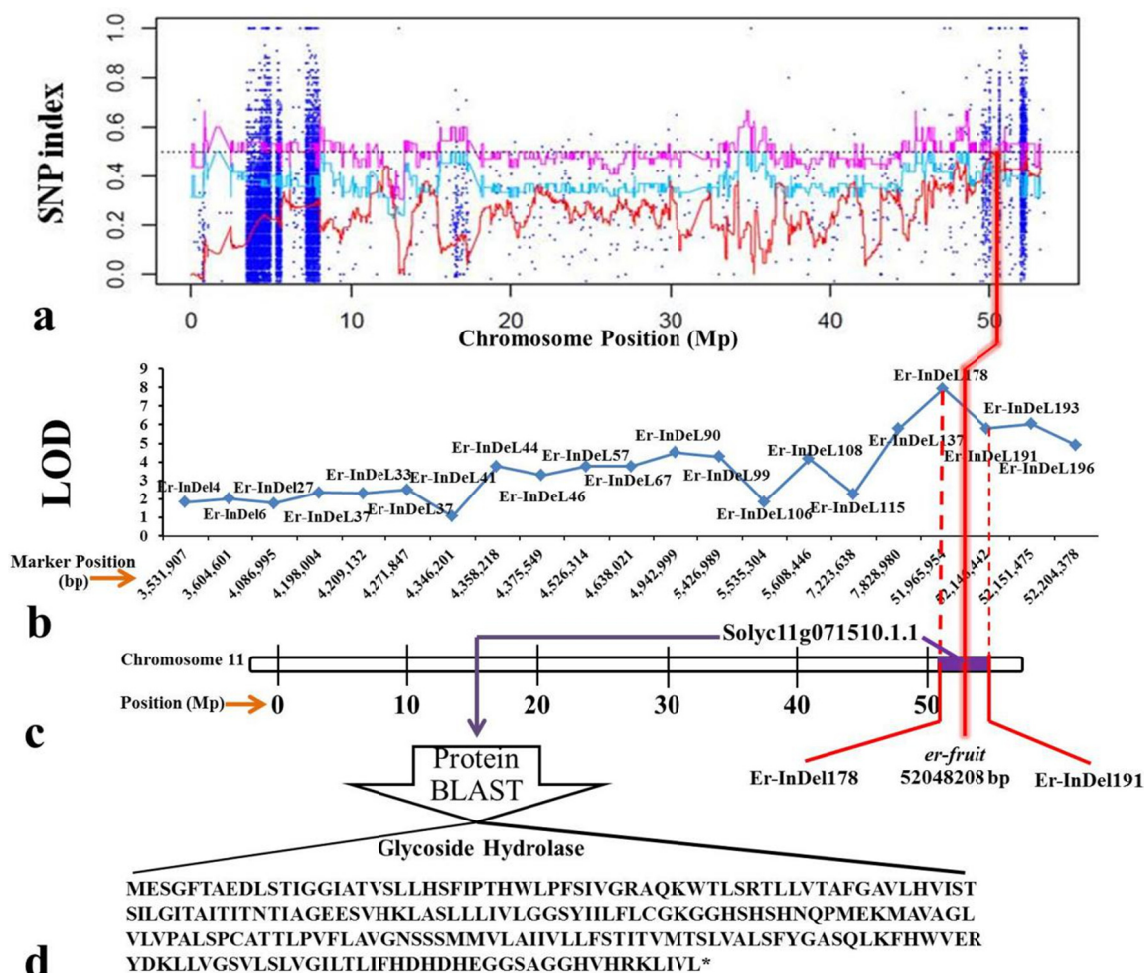 SNP index
1.0
0.8
0.6
0.4
0.2
0.0
0 10 20 30 40 50
Chromosome Position (Mp)
a
LOD
9
8
7
6
5
4
3
2
1
0
Er-InDel4
Er-InDel6
Er-InDel27
Er-InDeL37
Er-InDeL33
Er-InDeL37
Er-InDeL41
Er-InDeL44
Er-InDeL46
Er-InDeL57
Er-InDeL67
Er-InDeL90
Er-InDeL99
Er-InDeL106
Er-InDeL108
Er-InDeL115
Er-InDeL137
Er-InDeL178
Er-InDeL191
Er-InDeL193
Er-InDeL196
Marker Position
(bp)
3,531,907
3,604,601
4,086,995
4,198,004
4,209,132
4,271,847
4,346,201
4,358,218
4,375,549
4,526,314
4,638,021
4,942,999
5,426,989
5,535,304
5,608,446
7,223,638
7,828,980
51,965,954
52,151,475
52,204,378
b
Solyc11g071510.1.1
Chromosome 11
Position (Mp)
0 10 20 30 40 50
c
Er-InDel178
er-fruit
52048208 bp
Er-InDel191
Protein
BLAST
Glycoside Hydrolase
MESGFTAEDLSTIGGIATVSLLHSFIPTHWLPFSIVGRAQKWTLSRTLLVTAFGAVLHVIST
SILGITAITITNTIAGEESVHKLASLLLIVLGGSYIILFLCGKGGHSHSHNQPMEKMAVAGL
VLVPALSPCATTLPVFLAVGNSSSMMVLAIIVLLFSTITVMTSLVALSFYGASQLKFHWVER
YDKLLVGSVLSLVGILTLIFHDHDHEGGSAGGHVHRKLIVL*
d